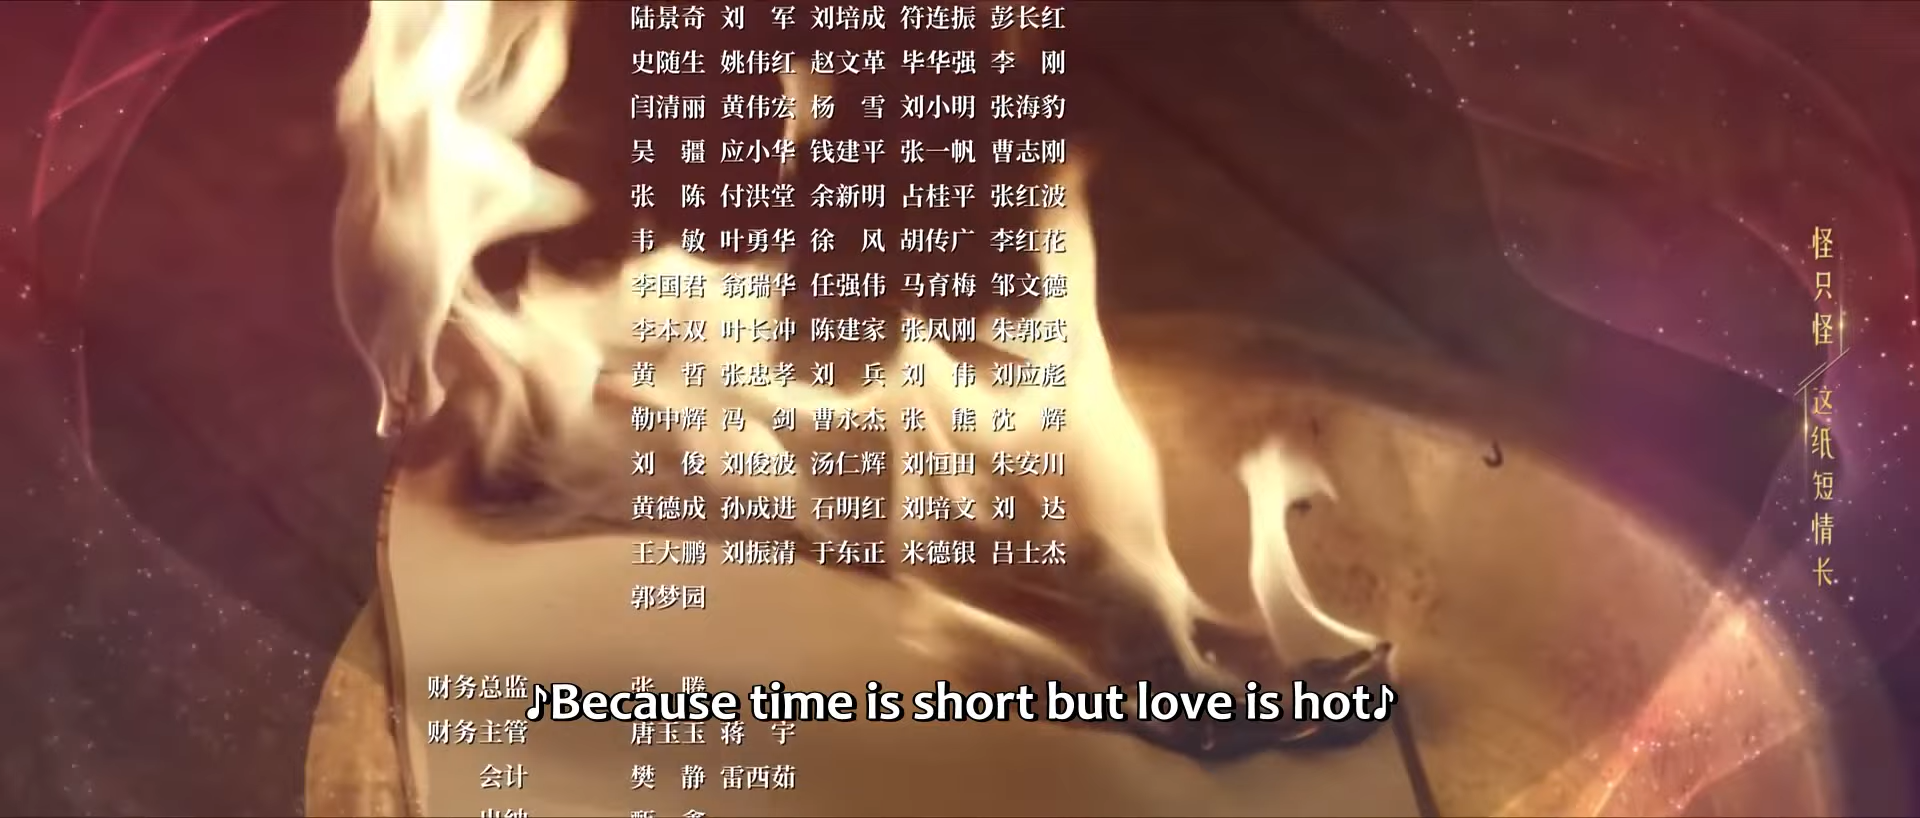 陆景奇 刘 军 刘培成 符连振 彭长红
史随生 姚伟红 赵文革 毕华强 李 刚
闫清丽 黄伟宏 杨 雪 刘小明 张海豹
吴 疆 应小华 钱建平 张一帆 曹志刚
张 陈 付洪堂 余新明 占桂平 张红波
韦 敏 叶勇华 徐 风 胡传广 李红花
李国君 翁瑞华 任强伟 马育梅 邹文德
李本双 叶长冲 陈建家 张凤刚 朱郭武
黄 哲 张忠孝 刘 兵 刘 伟 刘应彪
勒中辉 冯 剑 曹永杰 张 熊 沈 辉
刘 俊 刘俊波 汤仁辉 刘恒田 朱安川
黄德成 孙成进 石明红 刘培文 刘 达
王大鹏 刘振清 于东正 米德银 吕士杰
郭梦园
财务总监 张 腾
♪Because time is short but love is hot♪
财务主管 唐玉玉 蒋 宇
会计 樊 静 雷西茹
怪只怪
这纸短情长